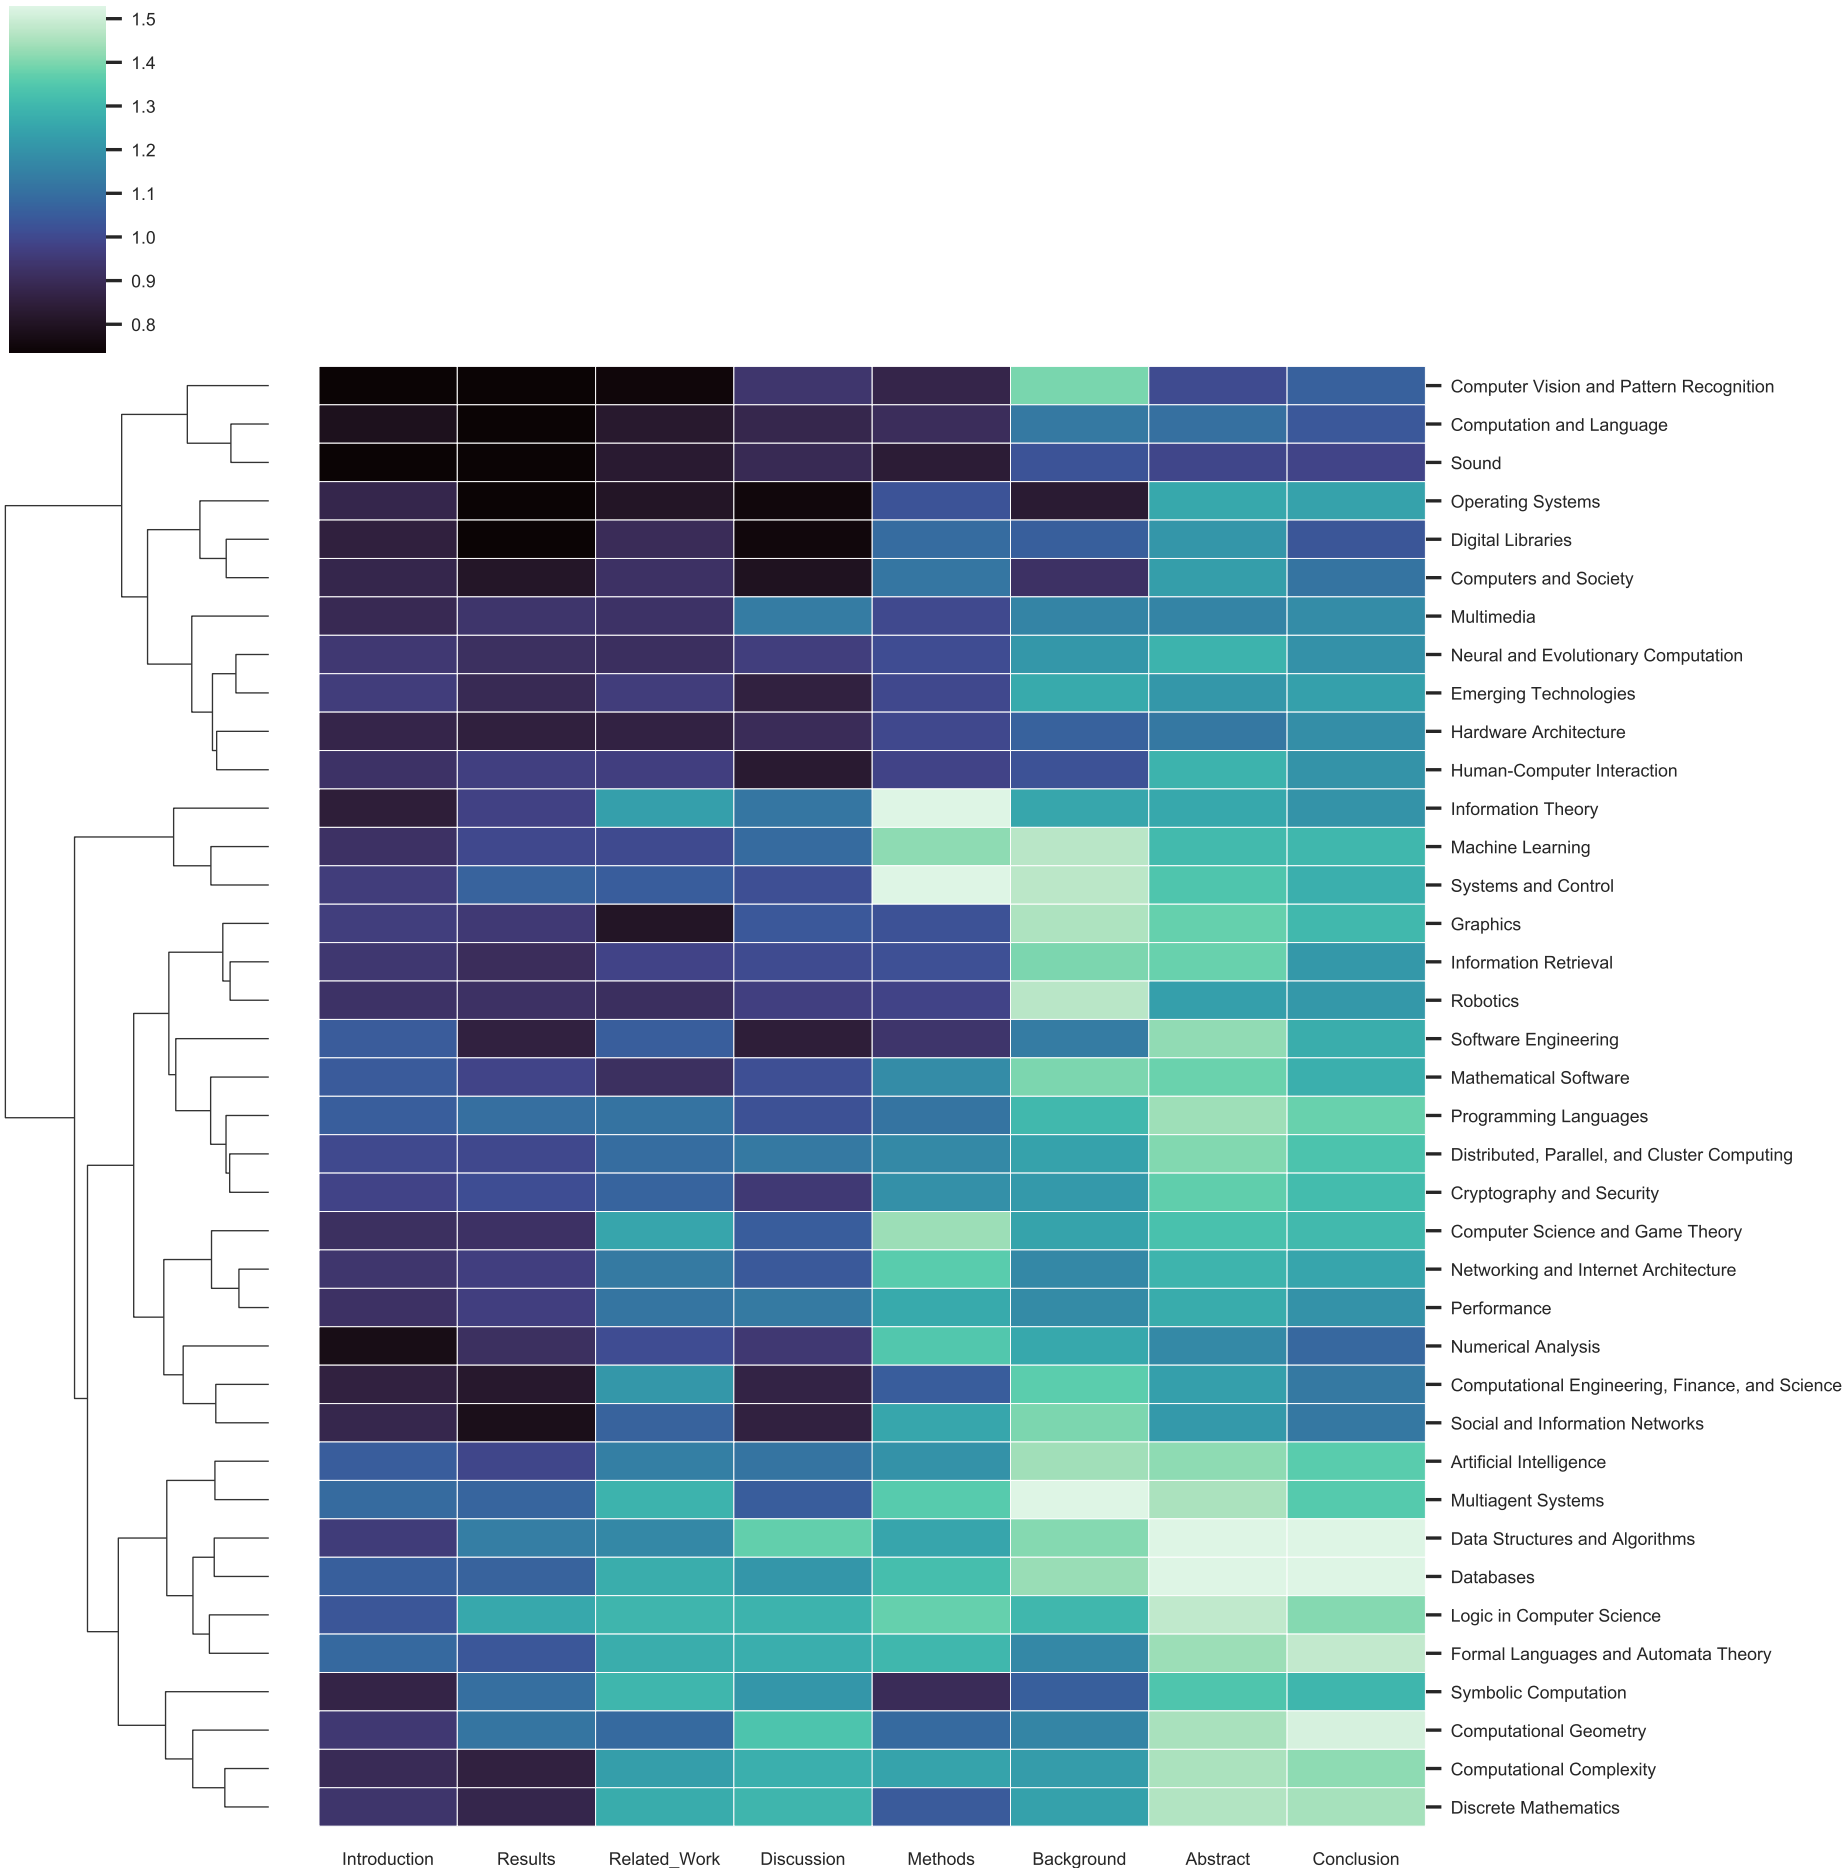 1.5
1.4
1.3
1.2
1.1
1.0
0.9
0.8
Computer Vision and Pattern Recognition
Computation and Language
Sound
Operating Systems
Digital Libraries
Computers and Society
Multimedia
Neural and Evolutionary Computation
Emerging Technologies
Hardware Architecture
Human-Computer Interaction
Information Theory
Machine Learning
Systems and Control
Graphics
Information Retrieval
Robotics
Software Engineering
Mathematical Software
Programming Languages
Distributed, Parallel, and Cluster Computing
Cryptography and Security
Computer Science and Game Theory
Networking and Internet Architecture
Performance
Numerical Analysis
Computational Engineering, Finance, and Science
Social and Information Networks
Artificial Intelligence
Multiagent Systems
Data Structures and Algorithms
Databases
Logic in Computer Science
Formal Languages and Automata Theory
Symbolic Computation
Computational Geometry
Computational Complexity
Discrete Mathematics
Introduction Results Related_Work Discussion Methods Background Abstract Conclusion